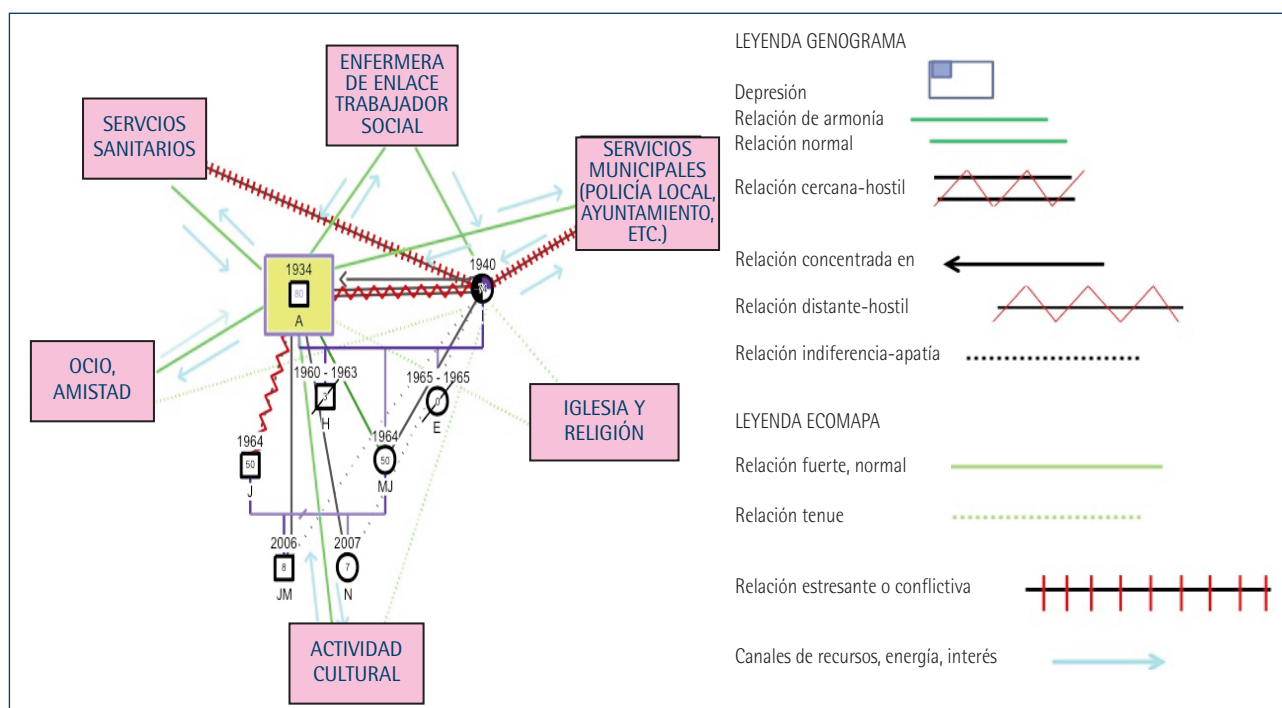 ENFERMERA
DE ENLACE
TRABAJADOR
SOCIAL
SERVCIOS
SANITARIOS
SERVICIOS
MUNICIPALES
(POLICÍA LOCAL,
AYUNTAMIENTO,
ETC.)
1934
80
A
1940
OCIO,
AMISTAD
IGLESIA Y
RELIGIÓN
1960 - 1963
3
H
1965 - 1965
0
E
1964
50
J
1964
50
MJ
2006
8
JM
2007
7
N
ACTIVIDAD
CULTURAL
LEYENDA GENOGRAMA
Depresión
Relación de armonía
Relación normal
Relación cercana-hostil
Relación concentrada en
Relación distante-hostil
Relación indiferencia-apatía
LEYENDA ECOMAPA
Relación fuerte, normal
Relación tenue
Relación estresante o conflictiva
Canales de recursos, energía, interés